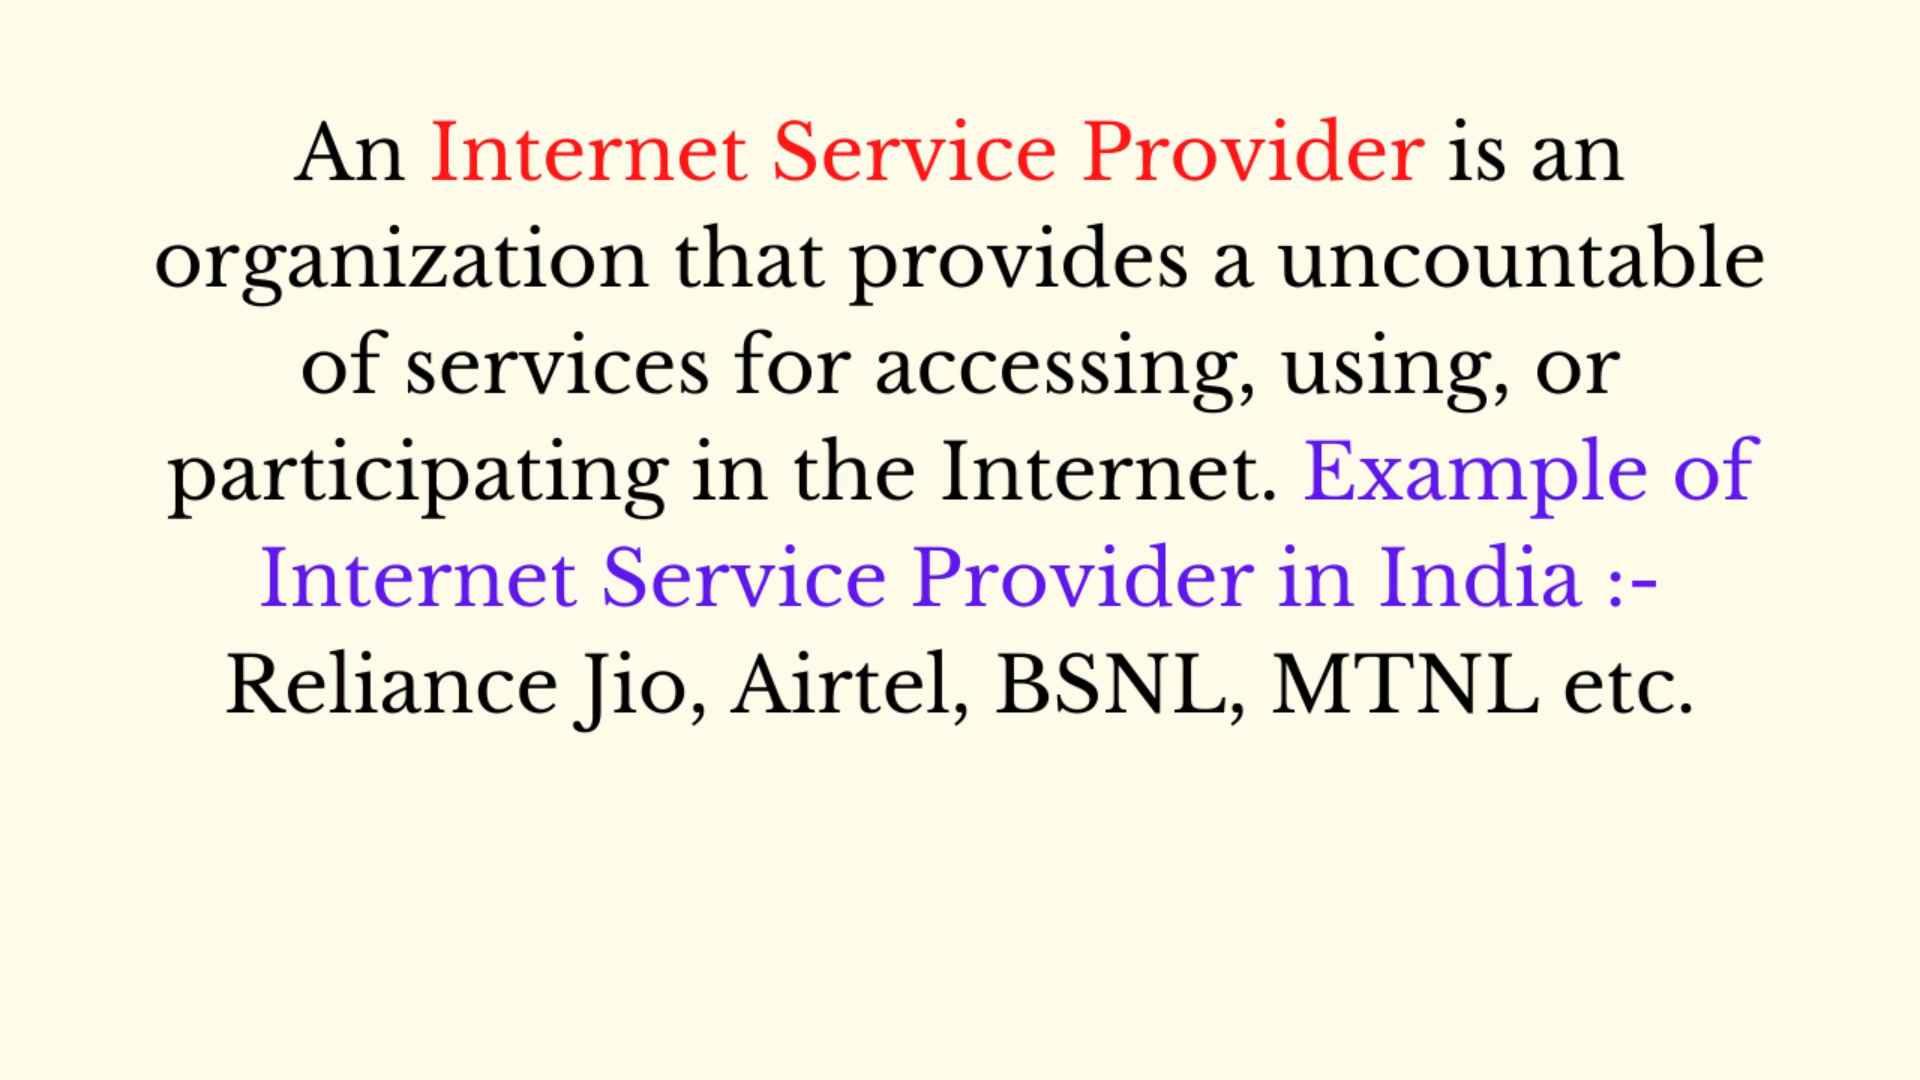 An Internet Service Provider is an
organization that provides a uncountable
of services for accessing, using, or
participating in the Internet. Example of
Internet Service Provider in India :-
Reliance Jio, Airtel, BSNL, MTNL etc.